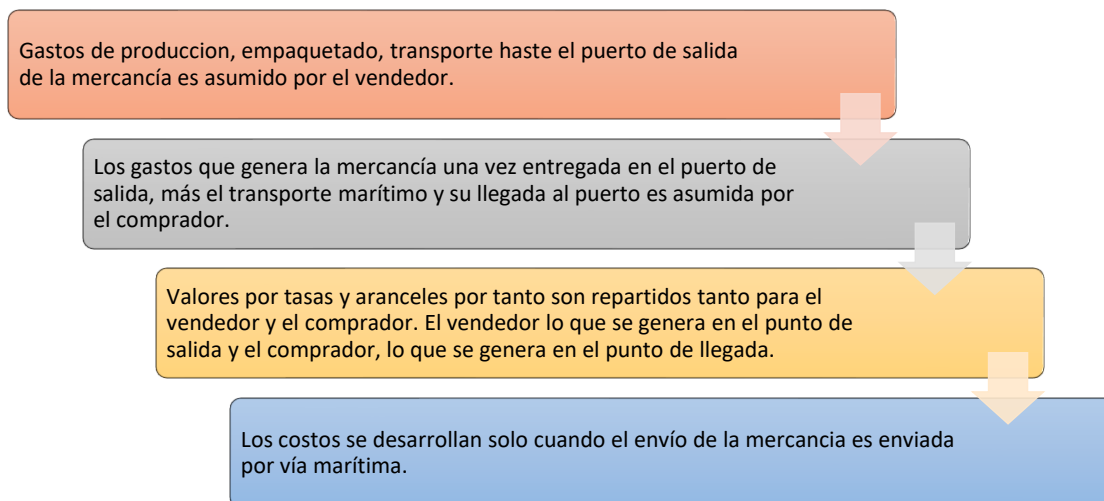 Gastos de produccion, empaquetado, transporte haste el puerto de salida
de la mercancía es asumido por el vendedor.
Los gastos que genera la mercancía una vez entregada en el puerto de
salida, más el transporte marítimo y su llegada al puerto es asumida por
el comprador.
Valores por tasas y aranceles por tanto son repartidos tanto para el
vendedor y el comprador. El vendedor lo que se genera en el punto de
salida y el comprador, lo que se genera en el punto de llegada.
Los costos se desarrollan solo cuando el envío de la mercancia es enviada
por vía marítima.